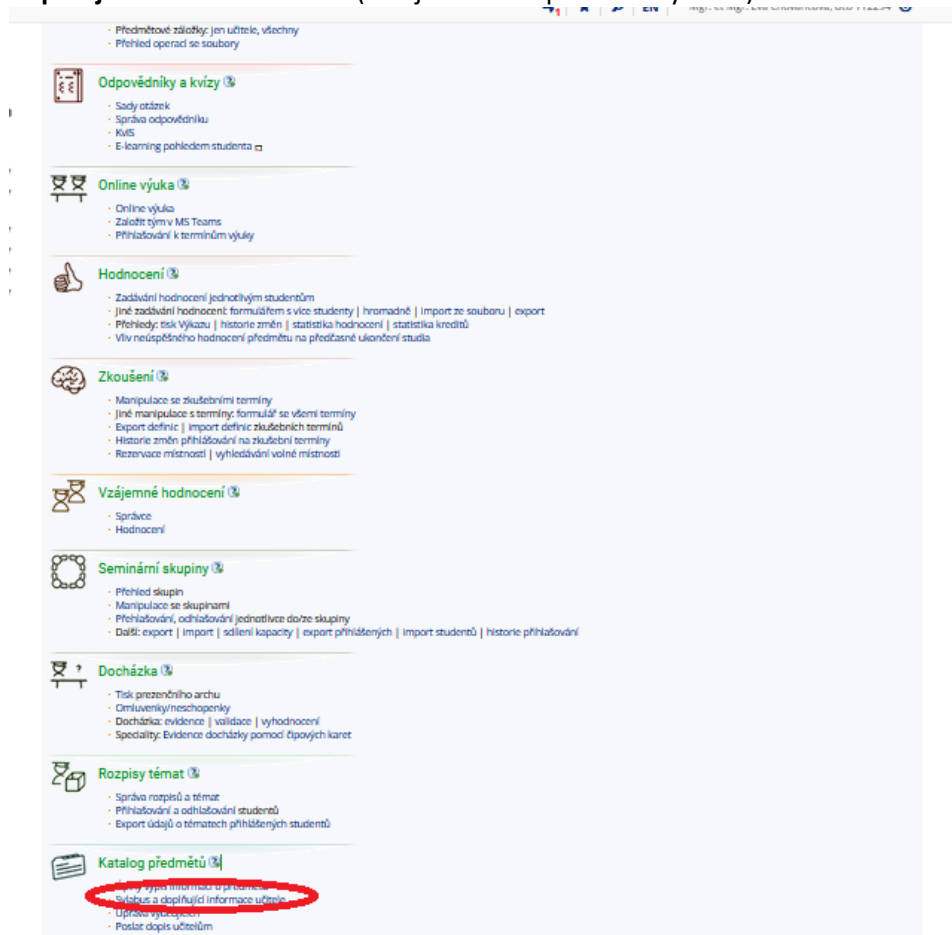 EN
Předmětové záložky: jen učitele, všechny
Přehled operací se soubory
Odpovědníky a kvízy
Sady otázek
Správa odpovědníku
KvIS
E-learning pohledem studenta
Online výuka
Online výuka
Založit tým v MS Teams
Přihlašování k termínům výuky
Hodnocení
Zadávání hodnocení jednotlivým studentům
Jiné zadávání hodnocení: formulářem s více studenty | hromadně | import ze souboru | export
Přehledy: tisk Výkazu | historie změn | statistika hodnocení | statistika kreditů
Vliv neúspěšného hodnocení předmětu na předčasné ukončení studia
Zkoušení
Manipulace se zkušebními termíny
Jiné manipulace s termíny: formulář se všemi termíny
Export definic | import definic zkušebních termínů
Historie změn přihlášování na zkušební termíny
Rezervace místností | vyhledávání volné místnosti
Vzájemné hodnocení
Správce
Hodnocení
Seminární skupiny
Přehled skupin
Manipulace se skupinami
Přehlašování, odhlašování jednotlivce do/ze skupiny
Další: export | import | sdílení kapacity | export přihlášených | import studentů | historie přihlašování
Docházka
Tisk prezenčního archu
Omluvenky/neschopenky
Docházka: evidence | validace | vyhodnocení
Speciality: Evidence docházky pomocí čipových karet
Rozpisy témat
Správa rozpisů a témat
Přihlašování a odhlašování studentů
Export údajů o tématech přihlášených studentů
Katalog předmětů
výpis informací o předmětu
Sylabus a doplňující informace učitele
Úprava vyučujících
Poslat dopis učitelům